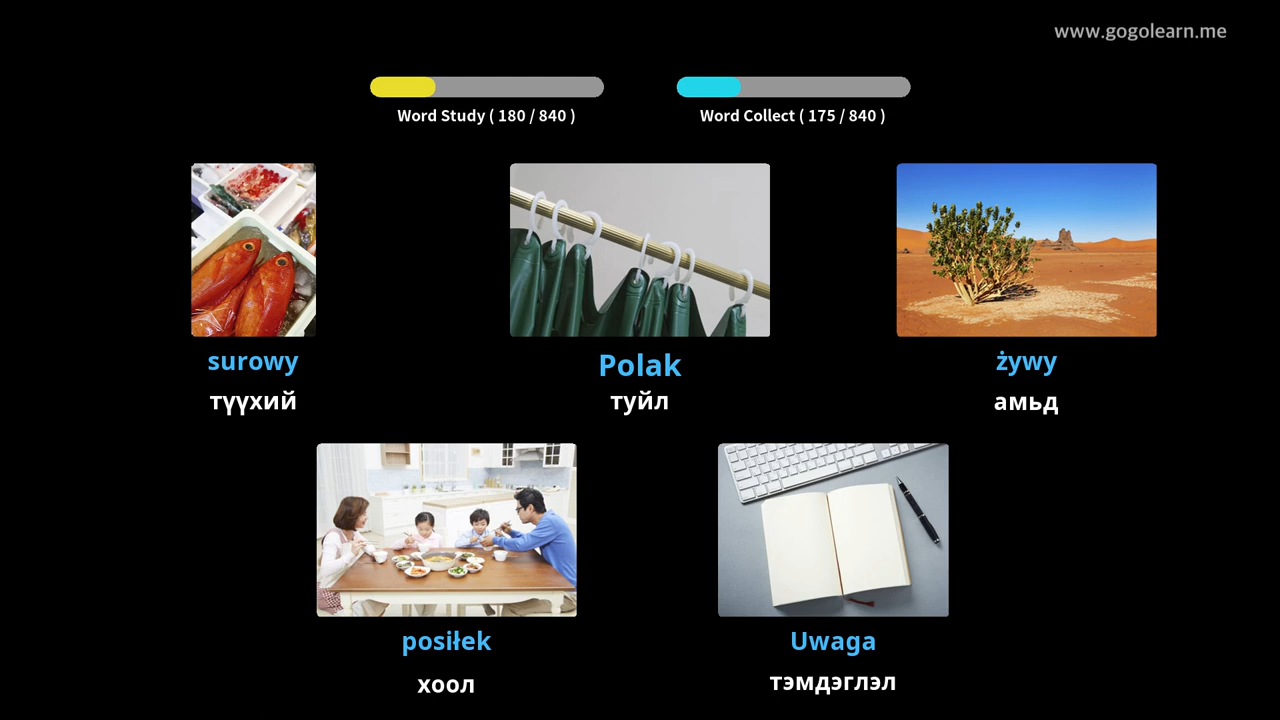 www.gogolearn.me
Word Study ( 180 / 840 )
Word Collect ( 175 / 840 )
surowy
түүхий
Polak
туйл
żywy
амьд
posiłek
хоол
Uwaga
тэмдэглэл